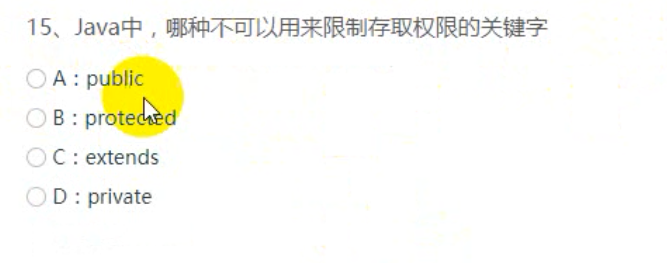 15、Java中，哪种不可以用来限制存取权限的关键字
A：public
B：protected
C：extends
D：private